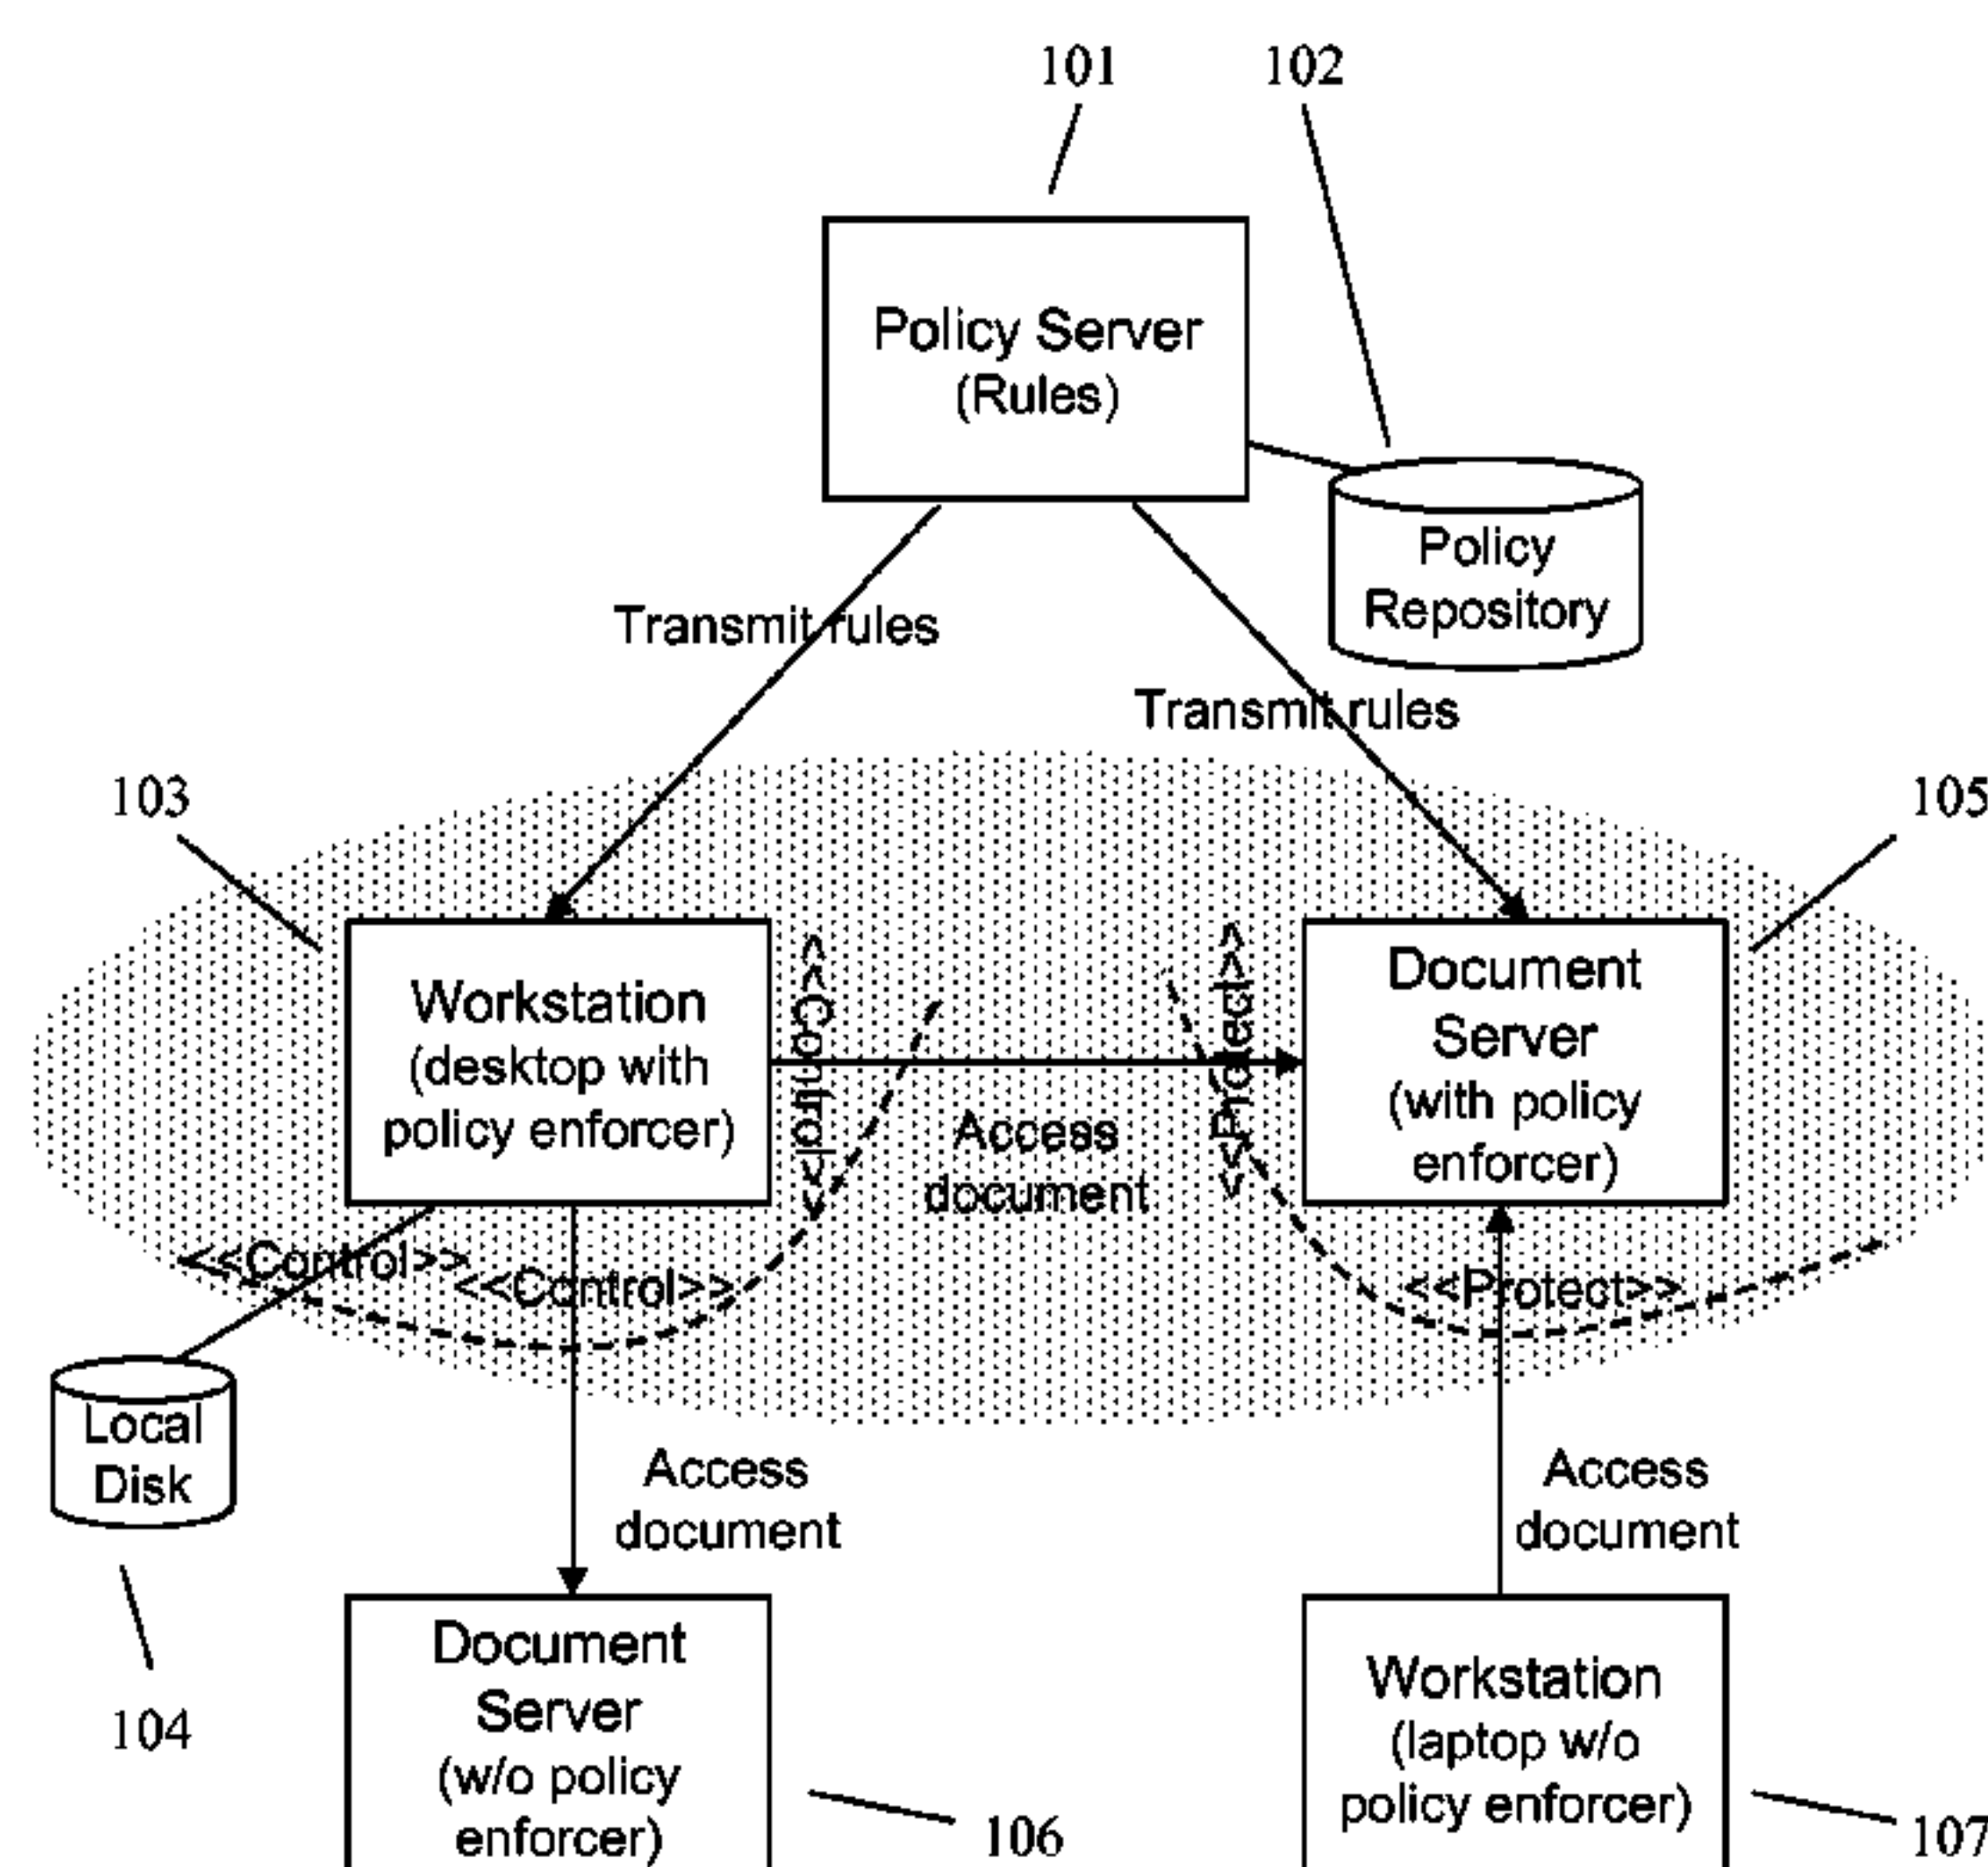 101
102
Policy Server
(Rules)
Policy
Repository
Transmit rules
Transmit rules
103
105
Workstation
(desktop with
policy enforcer)
<<Control>>
<<Protect>>
Document
Server
(with policy
enforcer)
Access
document
<<Control>>
<<Control>>
<<Protect>>
Local
Disk
Access
document
Access
document
104
Document
Server
(w/o policy
enforcer)
106
Workstation
(laptop w/o
policy enforcer)
107